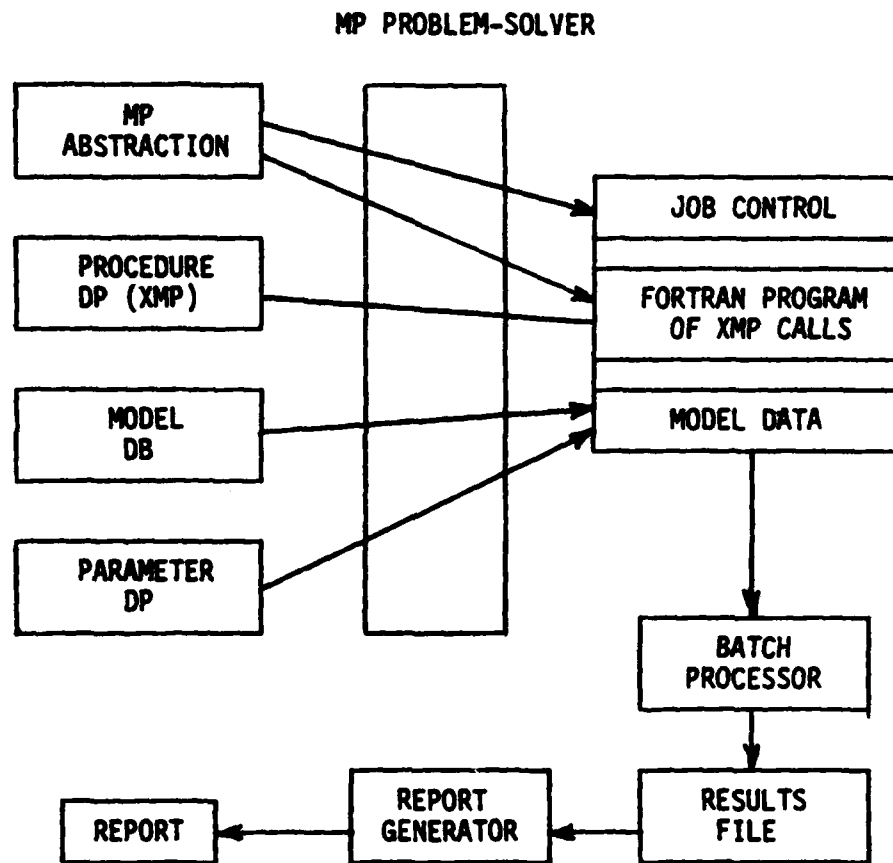 MP PROBLEM-SOLVER
MP
ABSTRACTION
PROCEDURE
DP (XMP)
MODEL
DB
PARAMETER
DP
JOB CONTROL
FORTRAN PROGRAM
OF XMP CALLS
MODEL DATA
BATCH
PROCESSOR
RESULTS
FILE
REPORT
GENERATOR
REPORT